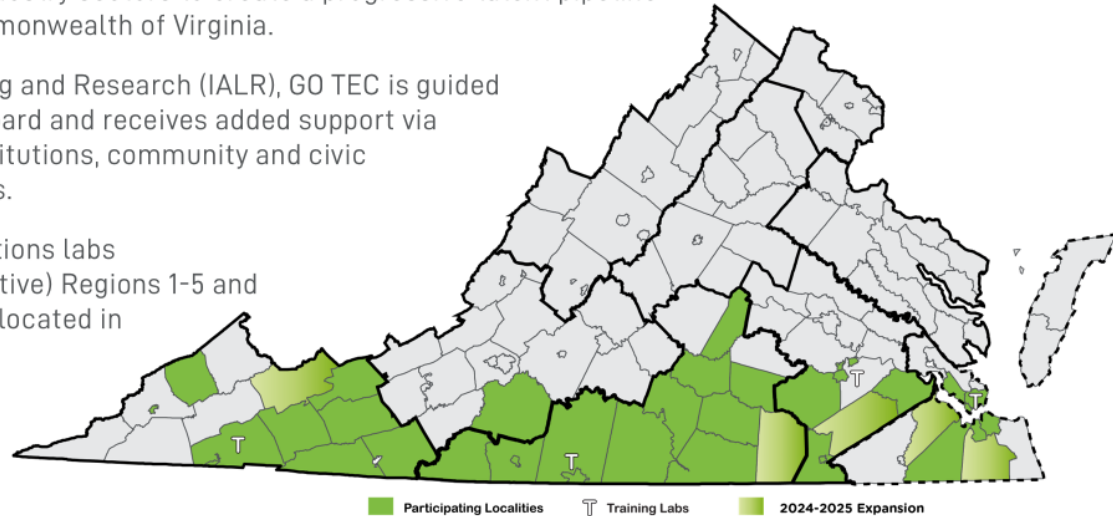 monwealth of Virginia.
g and Research (IALR), GO TEC is guided
ard and receives added support via
titutions, community and civic
s.
tions labs
tive) Regions 1-5 and
located in
T
T
T
T
Participating Localities
T Training Labs
2024-2025 Expansion